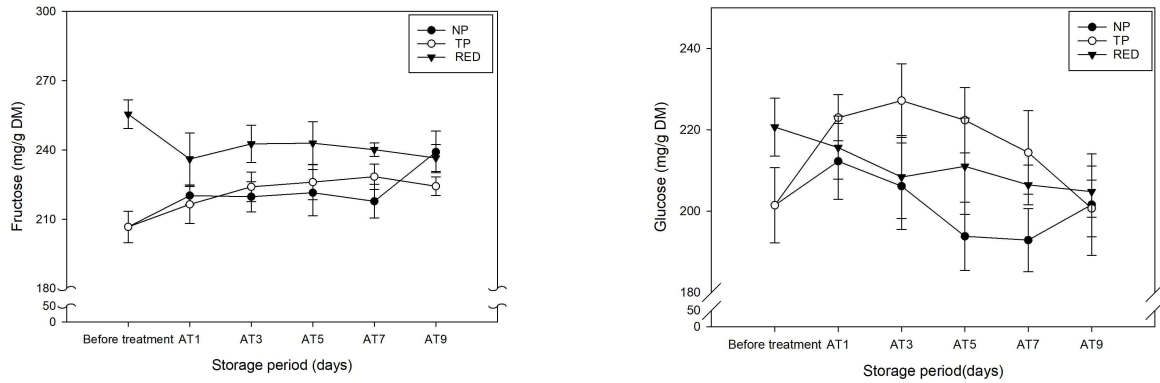 300
270
240
210
180
50
0
Fructose (mg/g DM)
NP
TP
RED
Before treatment AT1 AT3 AT5 AT7 AT9
Storage period (days)
240
220
200
180
50
0
Glucose (mg/g DM)
NP
TP
RED
Before treatment AT1 AT3 AT5 AT7 AT9
Storage period(days)